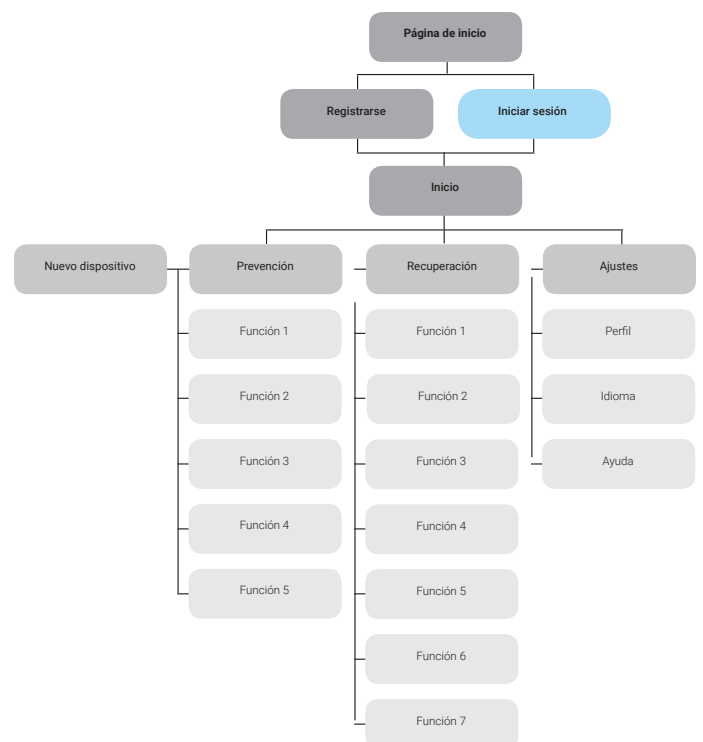 Página de inicio
Registrarse
Iniciar sesión
Inicio
Nuevo dispositivo
Prevención
Recuperación
Ajustes
Función 1
Función 1
Perfil
Función 2
Función 2
Idioma
Función 3
Función 3
Ayuda
Función 4
Función 4
Función 5
Función 5
Función 6
Función 7